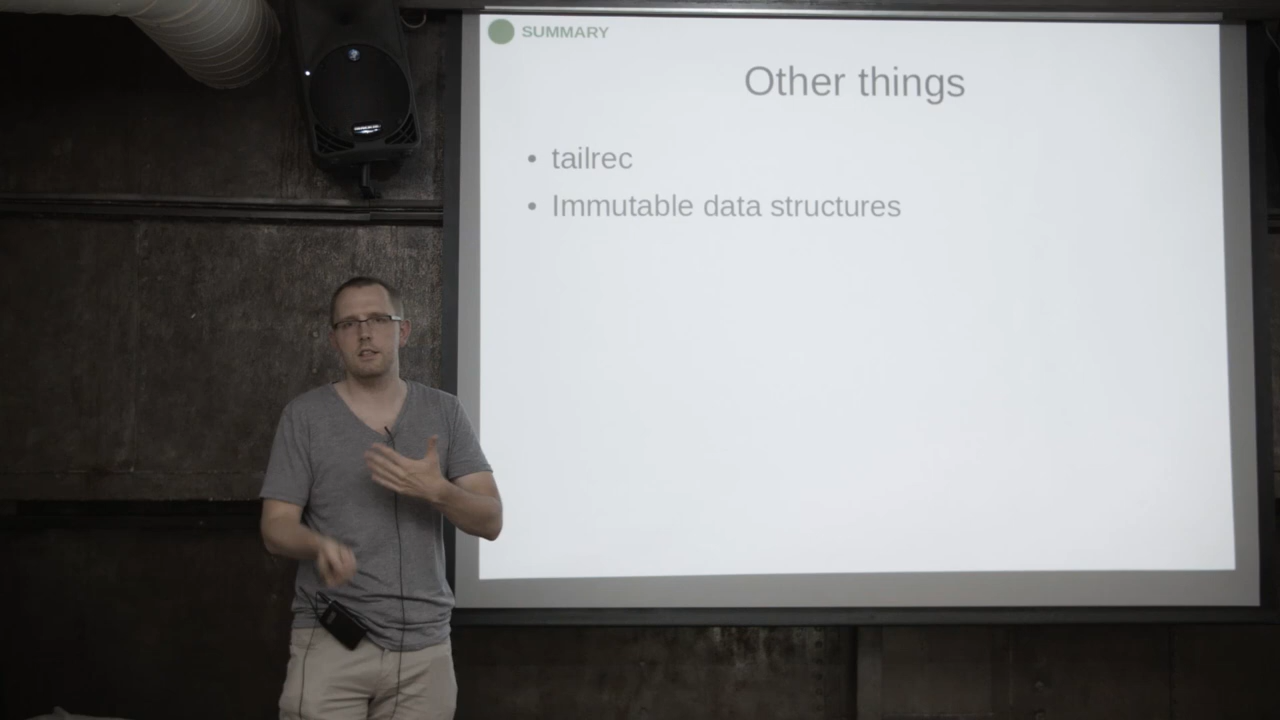 SUMMARY
Other things
• tailrec
• Immutable data structures